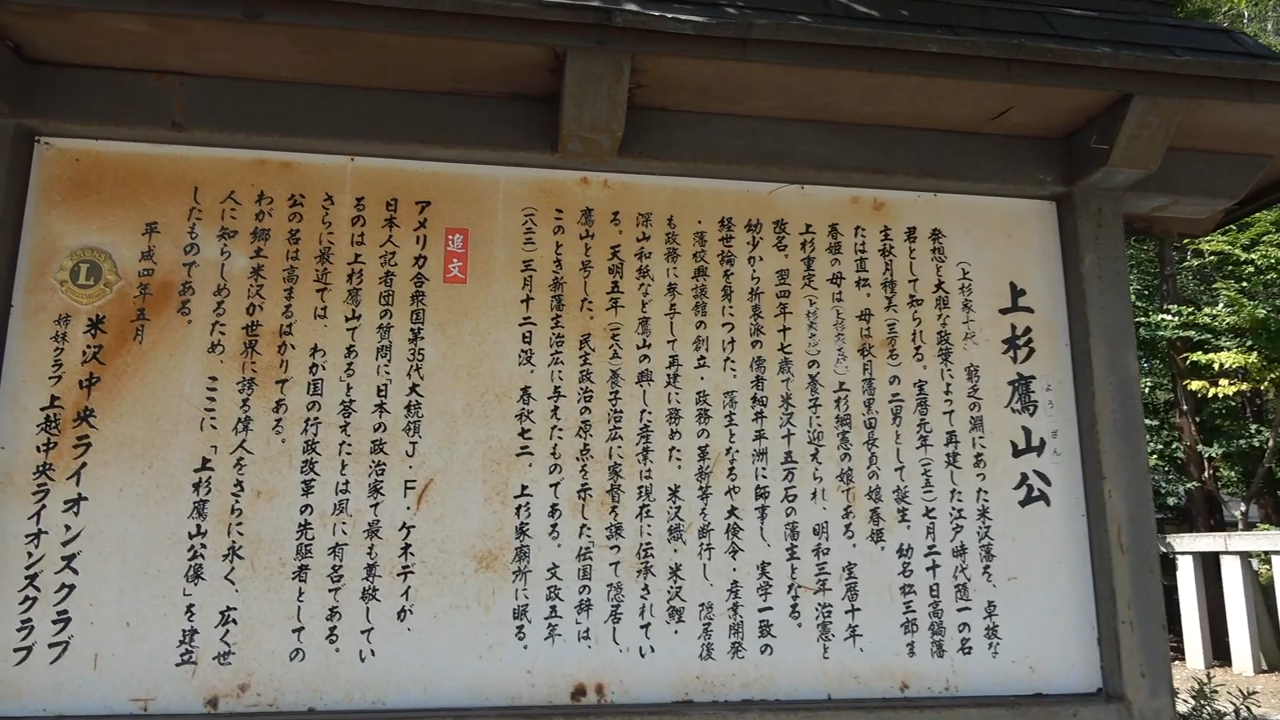 上杉鷹山公
ようざん
(上杉家十代、窮乏の淵にあった米沢藩を、卓抜な
発想と大胆な政策によって再建した江戸時代随一の名
君として知られる。宝暦元年(一七五一)七月二十日高鍋藩
主秋月種美(三万石)の二男として誕生。幼名松三郎ま
たは直松。母は秋月藩黒田長貞の娘春姫。
春姫の母は上杉綱憲の娘である。宝暦十年、
上杉重定の養子に迎えられ、明和三年治憲と
改名。翌四年十七歳で米沢十五万石の藩主となる。
幼少から折衷派の儒者細井平洲に師事し、実学一致の
経世論を身につけた。藩主となるや大倹令・産業開発
・藩校興譲館の創立・政務の革新等を断行し、隠居後
も政務に参与して再建に務めた。米沢織・米沢鯉・
深山和紙など鷹山の興した産業は現在に伝承されてい
る。天明五年(一七八五)養子治広に家督を譲って隠居し、
鷹山と号した。民主政治の原点を示した「伝国の辞」は、
このとき新藩主治広に与えたものである。文政五年
(一八二二)三月十二日没、春秋七二。上杉家廟所に眠る。
追文
アメリカ合衆国第35代大統領J・F・ケネディが、
日本人記者団の質問に「日本の政治家で最も尊敬してい
るのは上杉鷹山である」と答えたとは夙に有名である。
さらに最近では、わが国の行政改革の先駆者としての
公の名は高まるばかりである。
わが郷土米沢が世界に誇る偉人をさらに永く、広く世
人に知らしめるため、ここに、「上杉鷹山公像」を建立
したものである。
平成四年五月
米沢中央ライオンズクラブ
姉妹クラブ 上越中央ライオンズクラブ
L